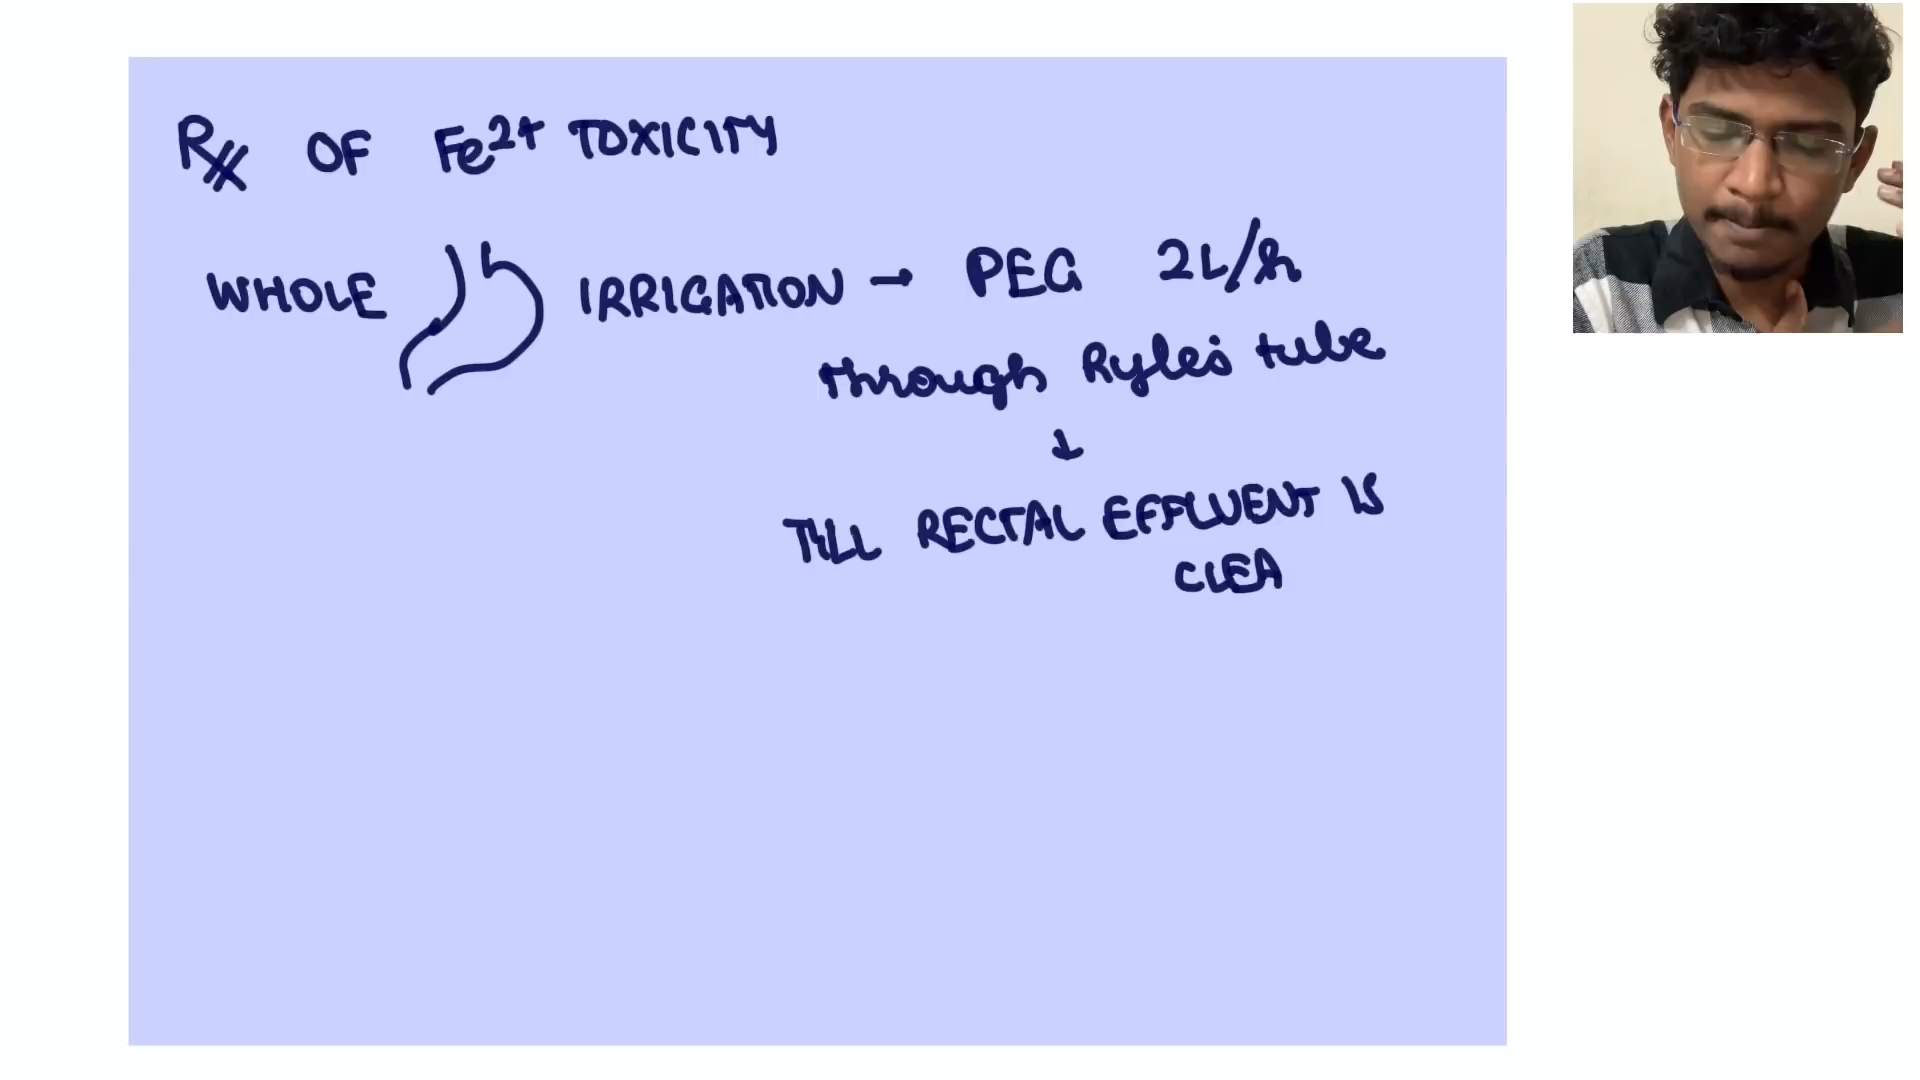 Rx OF Fe2+ TOXICITY
WHOLE IRRIGATION → PEG 2L/h
through Ryle's tube
↓
TILL RECTAL EFFLUENT IS
CLEA